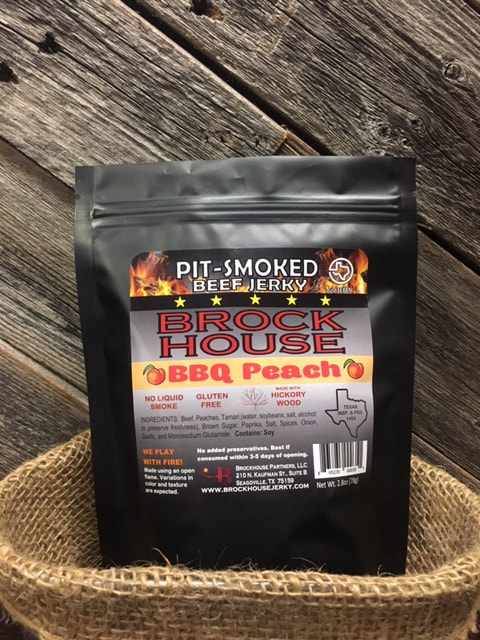 PIT-SMOKED
BEEF JERKY
BROCK
HOUSE
BBQ Peach
NO LIQUID
SMOKE
GLUTEN
FREE
MADE WITH
HICKORY
WOOD
TEXAS
INSP. & PSD.
INGREDIENTS: Beef, Peaches, Tamari (water, soybeans, salt, alcohol
to preserve freshness), Brown Sugar, Paprika, Salt, Spices, Onion,
Garlic, and Monosodium Glutamate. Contains: Soy
WE PLAY
WITH FIRE!
Made using an open
flame. Variations in
color and texture
are expected.
No added preservatives. Best if
consumed within 3-5 days of opening.
BROCKHOUSE PARTNERS, LLC
210 N. KAUFMAN ST., SUITE B
SEAGOVILLE, TX 75159
WWW.BROCKHOUSEJERKY.COM
Net Wt. 2.8oz (79g)